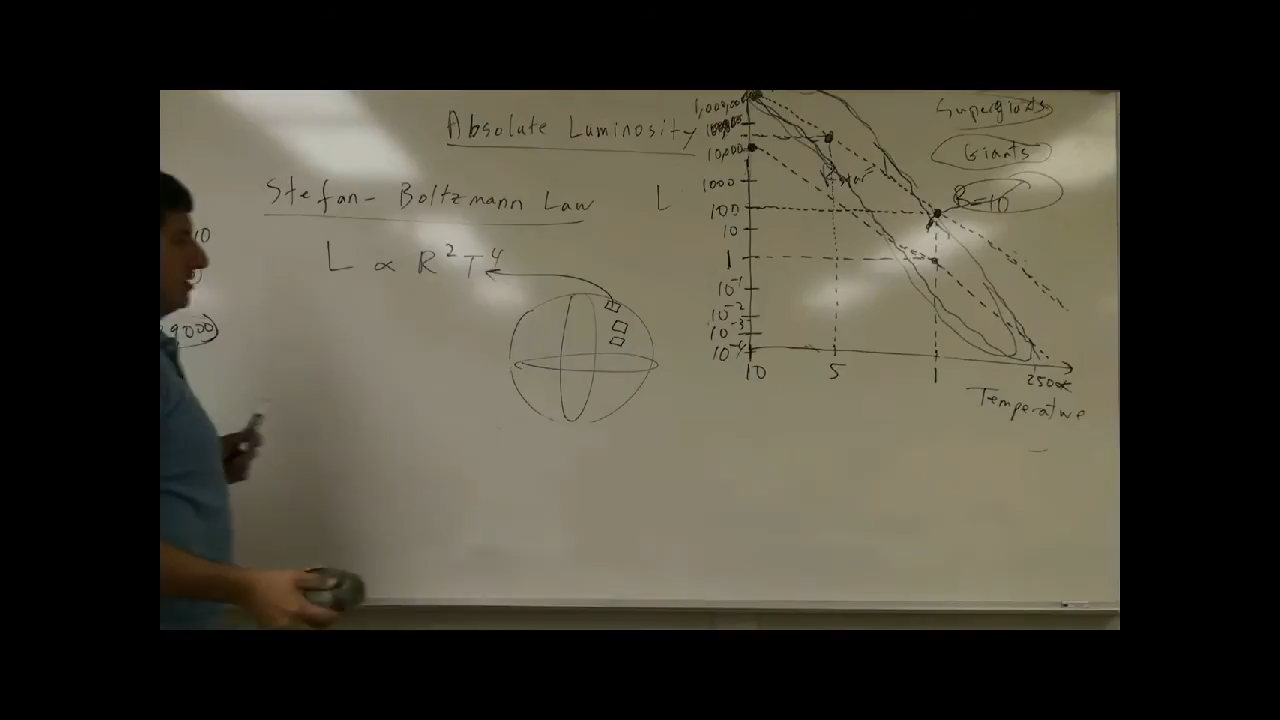 Absolute Luminosity
Stefan-Boltzmann Law
L ∝ R²T⁴
10
9000
L
1,000,000
100,000
10,000
1000
100
10
1
10⁻¹
10⁻²
10⁻³
10⁻⁴
10 5 1
Temperature
Supergiants
Giants
R=10